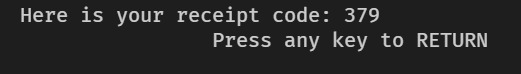 Here is your receipt code: 379
Press any key to RETURN